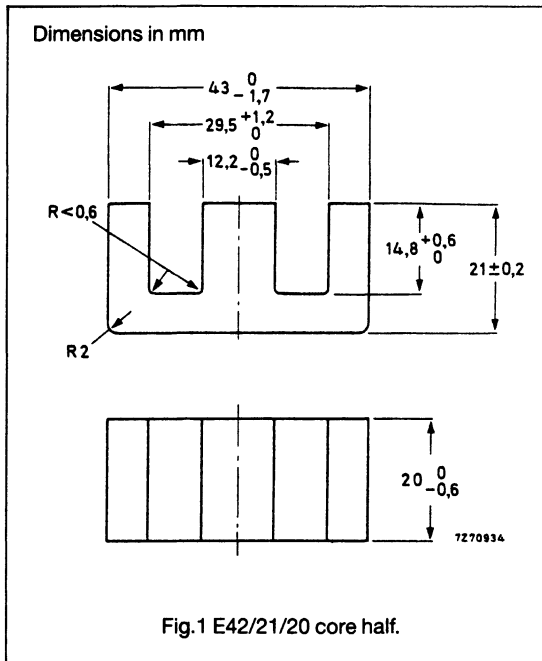 Dimensions in mm
43 0 -1,7
29,5 +1,2 0
12,2 0 -0,5
R<0,6
14,8 +0,6 0
21±0,2
R2
20 0 -0,6
7Z70934
Fig.1 E42/21/20 core half.